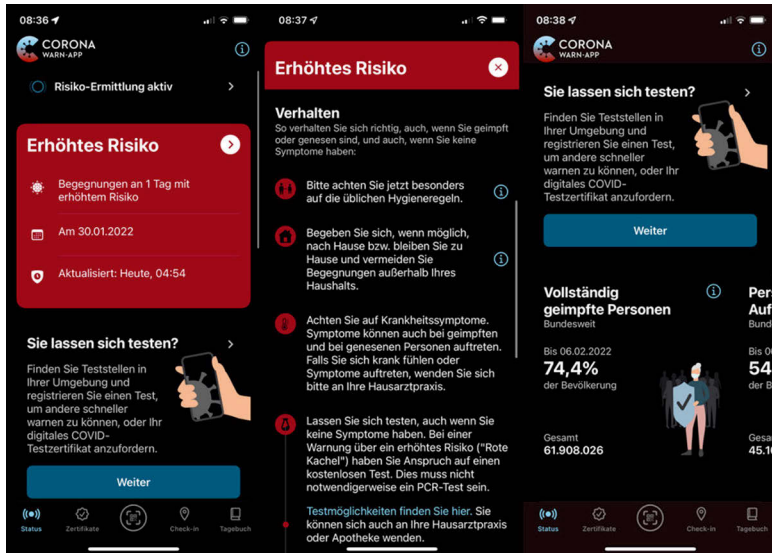 08:36
CORONA
WARN-APP
Risiko-Ermittlung aktiv
Erhöhtes Risiko
Begegnungen an 1 Tag mit
erhöhtem Risiko
Am 30.01.2022
Aktualisiert: Heute, 04:54
Sie lassen sich testen?
Finden Sie Teststellen in
Ihrer Umgebung und
registrieren Sie einen Test,
um andere schneller
warnen zu können, oder Ihr
digitales COVID-
Testzertifikat anzufordern.
Weiter
Status
Zertifikate
Check-in
Tagebuch
08:37
Erhöhtes Risiko
Verhalten
So verhalten Sie sich richtig, auch, wenn Sie geimpft
oder genesen sind, und auch, wenn Sie keine
Symptome haben:
Bitte achten Sie jetzt besonders
auf die üblichen Hygieneregeln.
Begeben Sie sich, wenn möglich,
nach Hause bzw. bleiben Sie zu
Hause und vermeiden Sie
Begegnungen außerhalb Ihres
Haushalts.
Achten Sie auf Krankheitssymptome.
Symptome können auch bei geimpften
und bei genesenen Personen auftreten.
Falls Sie sich krank fühlen oder
Symptome auftreten, wenden Sie sich
bitte an Ihre Hausarztpraxis.
Lassen Sie sich testen, auch wenn Sie
keine Symptome haben. Bei einer
Warnung über ein erhöhtes Risiko ("Rote
Kachel") haben Sie Anspruch auf einen
kostenlosen Test. Dies muss nicht
notwendigerweise ein PCR-Test sein.
Testmöglichkeiten finden Sie hier. Sie
können sich auch an Ihre Hausarztpraxis
oder Apotheke wenden.
08:38
CORONA
WARN-APP
Sie lassen sich testen?
Finden Sie Teststellen in
Ihrer Umgebung und
registrieren Sie einen Test,
um andere schneller
warnen zu können, oder Ihr
digitales COVID-
Testzertifikat anzufordern.
Weiter
Vollständig
geimpfte Personen
Bundesweit
Bis 06.02.2022
74,4%
der Bevölkerung
Gesamt
61.908.026
Pers
Auf
Bund
Bis 0
54
der B
Gesa
45.1
Status
Zertifikate
Check-in
Tagebuch